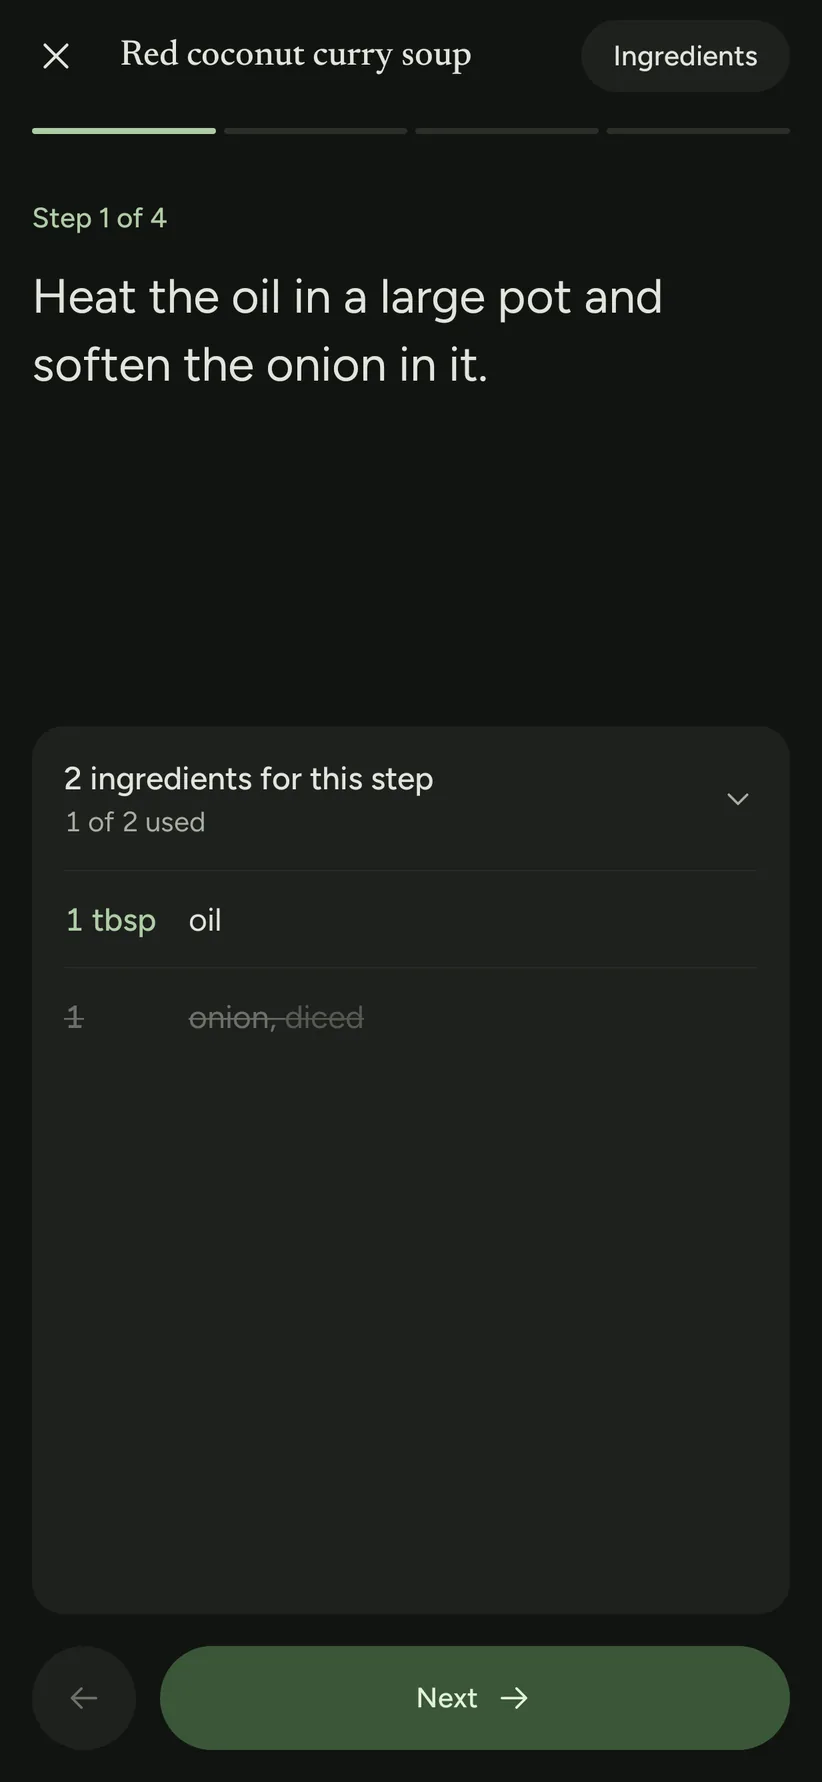 Red coconut curry soup
Ingredients
Step 1 of 4
Heat the oil in a large pot and
soften the onion in it.
2 ingredients for this step
1 of 2 used
1 tbsp oil
1 onion, diced
Next